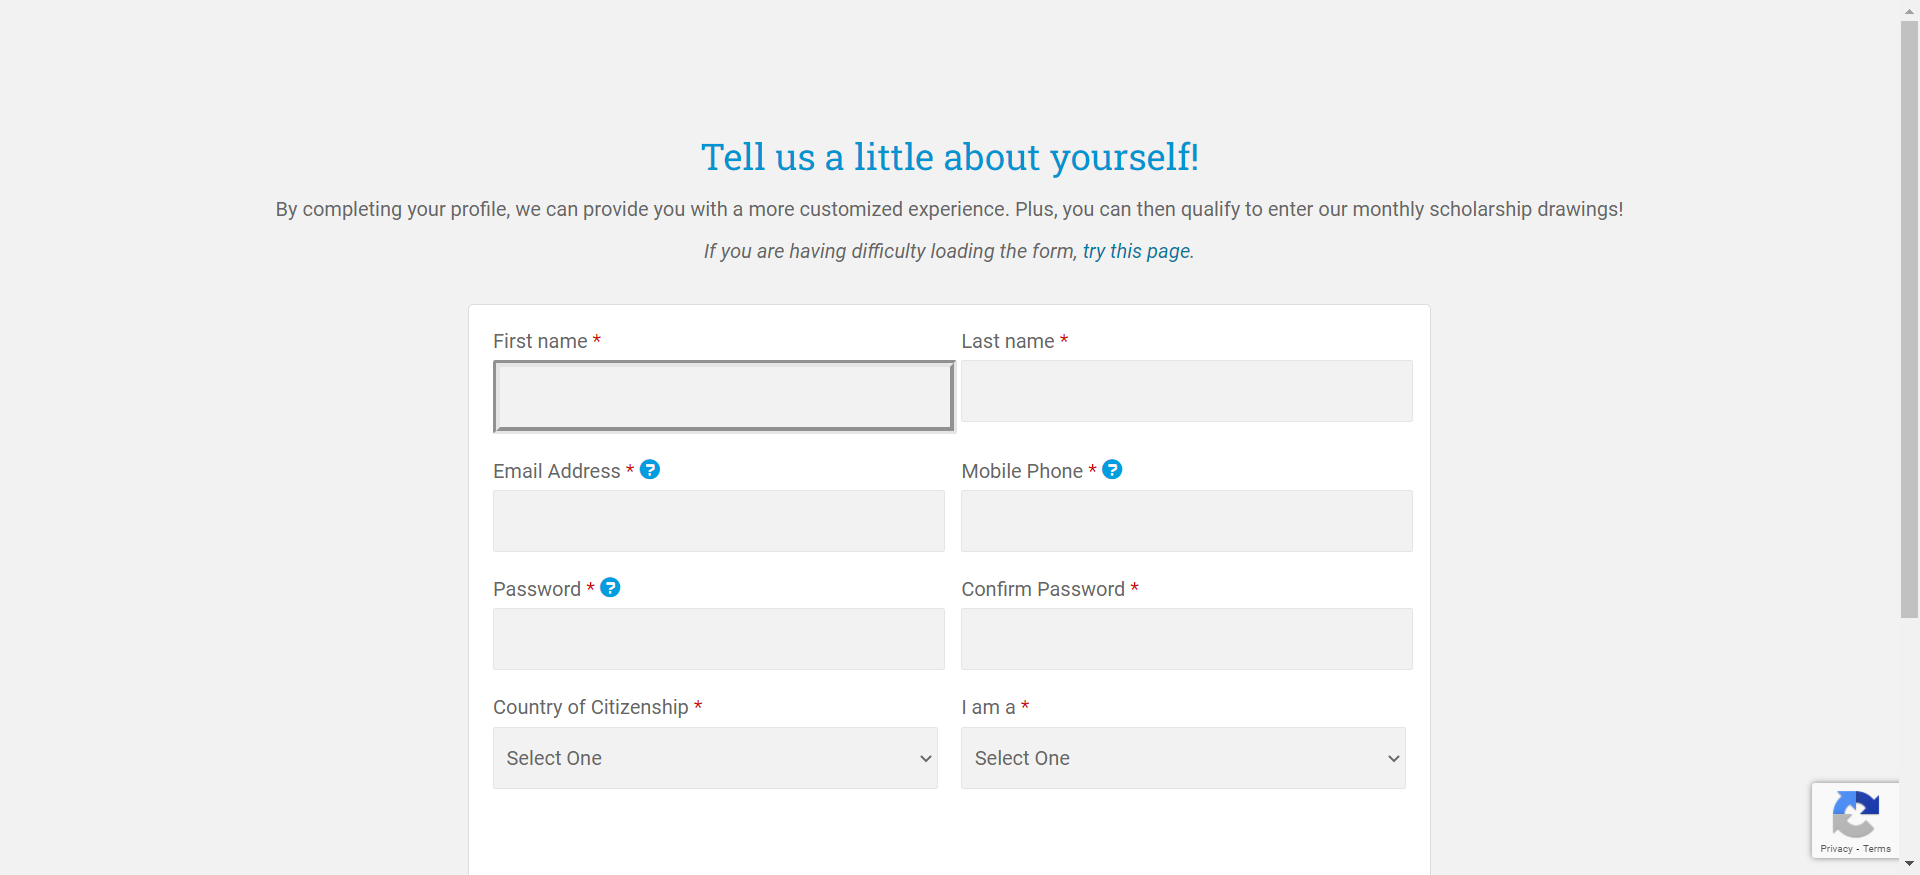 Tell us a little about yourself!
By completing your profile, we can provide you with a more customized experience. Plus, you can then qualify to enter our monthly scholarship drawings!
If you are having difficulty loading the form, try this page.
First name * Last name *
Email Address * ? Mobile Phone * ?
Password * ? Confirm Password *
Country of Citizenship * I am a *
Select One Select One
Privacy - Terms